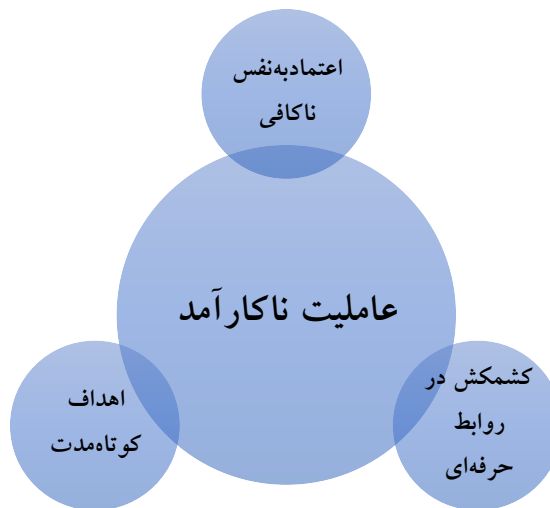 اعتمادبه‌نفس
ناکافی
عاملیت ناکارآمد
کشمکش در
روابط
حرفه‌ای
اهداف
کوتاه‌مدت